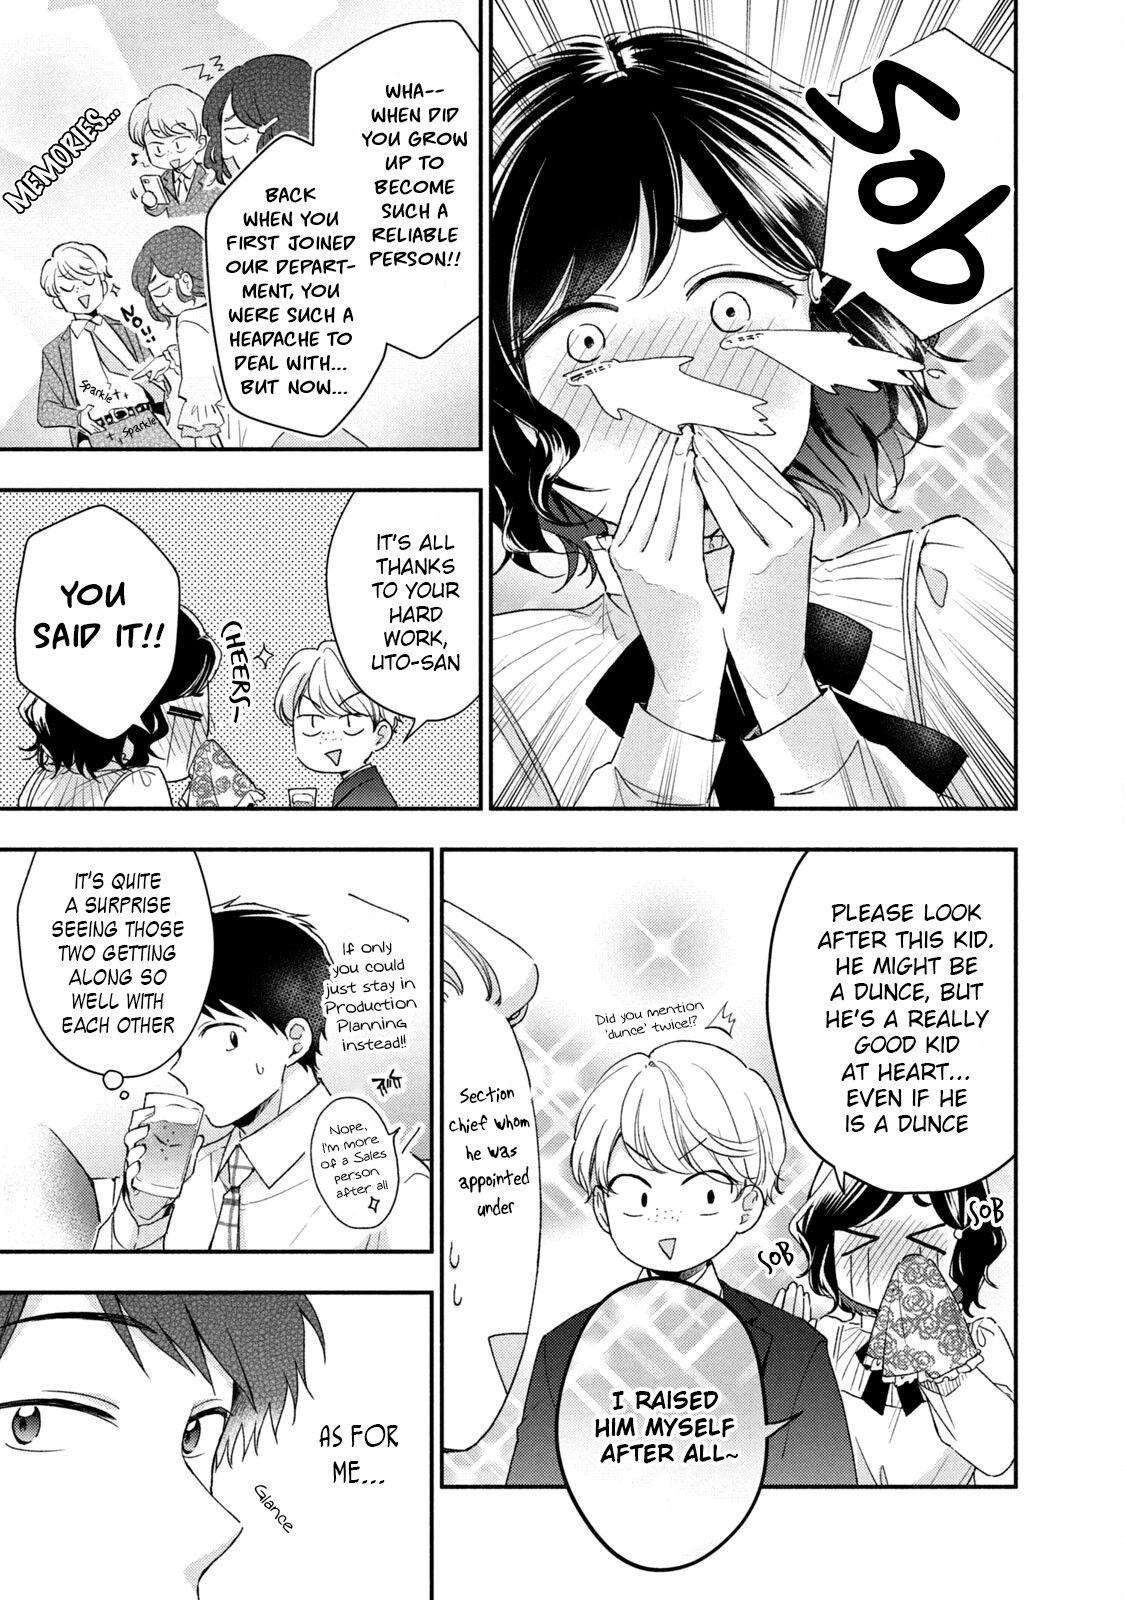 SOB
WHA--
WHEN DID
YOU GROW
UP TO
BECOME
SUCH A
RELIABLE
PERSON!!
BACK
WHEN YOU
FIRST JOINED
OUR DEPART-
MENT, YOU
WERE SUCH A
HEADACHE TO
DEAL WITH...
BUT NOW...
MEMORIES...
NO!!
Sparkle
Sparkle
IT'S ALL
THANKS
TO YOUR
HARD
WORK,
UTO-SAN
CHEERS~
YOU
SAID IT!!
PLEASE LOOK
AFTER THIS KID.
HE MIGHT BE
A DUNCE, BUT
HE'S A REALLY
GOOD KID
AT HEART...
EVEN IF HE
IS A DUNCE
Did you mention
'dunce' twice!?
SOB
SOB
Section
chief whom
he was
appointed
under
I RAISED
HIM MYSELF
AFTER ALL~
If only
you could
just stay in
Production
Planning
instead!!
Nope,
I'm more
of a Sales
person
after all
IT'S QUITE
A SURPRISE
SEEING THOSE
TWO GETTING
ALONG SO
WELL WITH
EACH OTHER
AS FOR
ME...
Glance